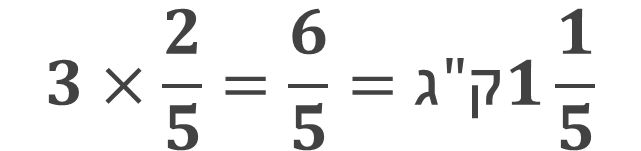 3 × 2/5 = 6/5 = ק"ג 1 1/5